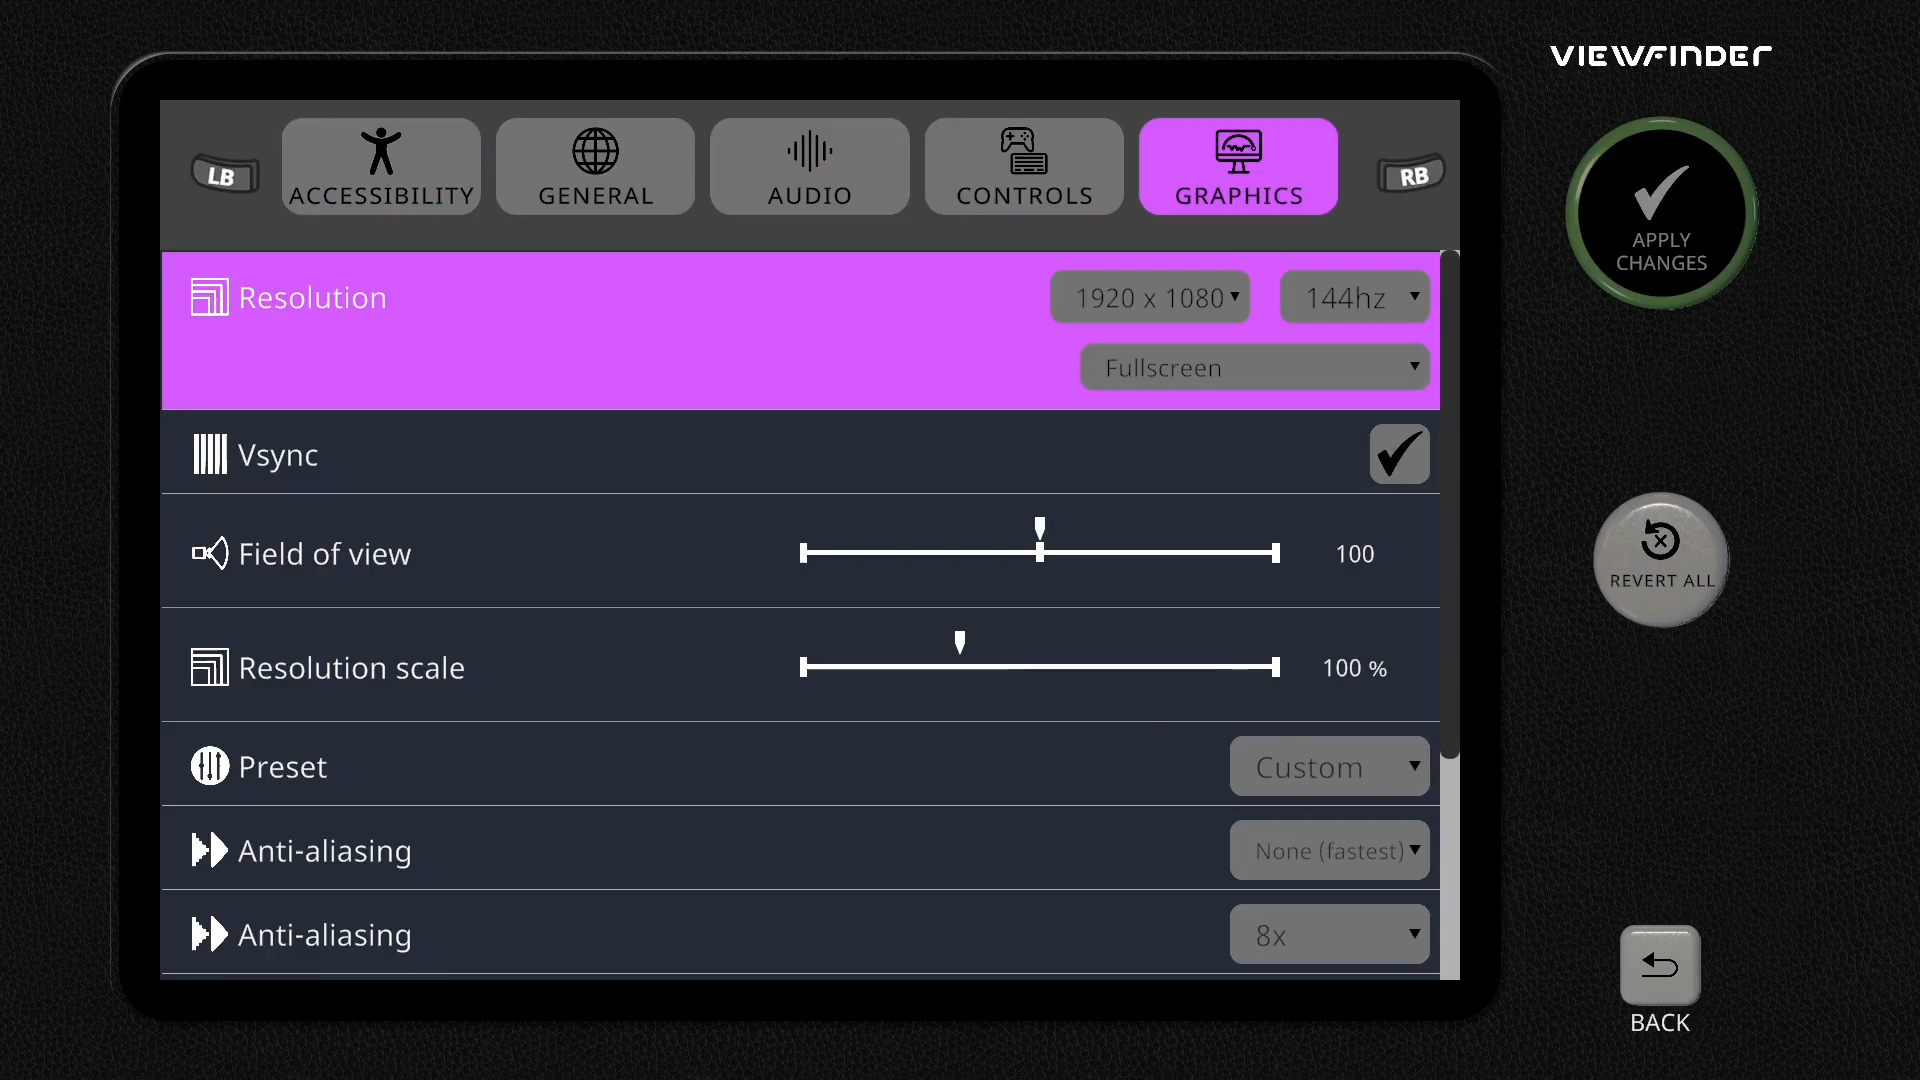 VIEWFINDER
LB
ACCESSIBILITY
GENERAL
AUDIO
CONTROLS
GRAPHICS
RB
APPLY
CHANGES
Resolution
1920 x 1080
144hz
Fullscreen
Vsync
Field of view
100
REVERT ALL
Resolution scale
100 %
Preset
Custom
Anti-aliasing
None (fastest)
Anti-aliasing
8x
BACK